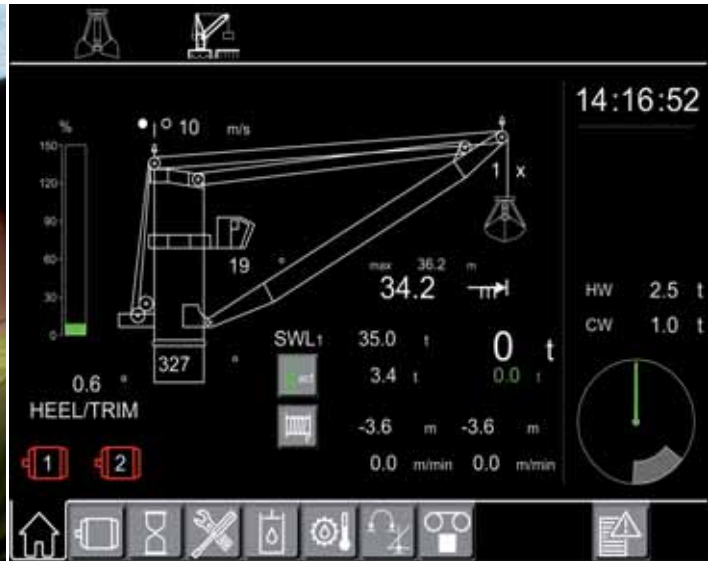 14:16:52
%
150
120
90
60
30
0
10 m/s
1 x
19 °
max 36.2 m
34.2 m
HW 2.5 t
CW 1.0 t
SWL1 35.0 t 0 t
3.4 t 0.0 t
327 °
0.6 °
HEEL/TRIM
-3.6 m -3.6 m
0.0 m/min 0.0 m/min
1 2